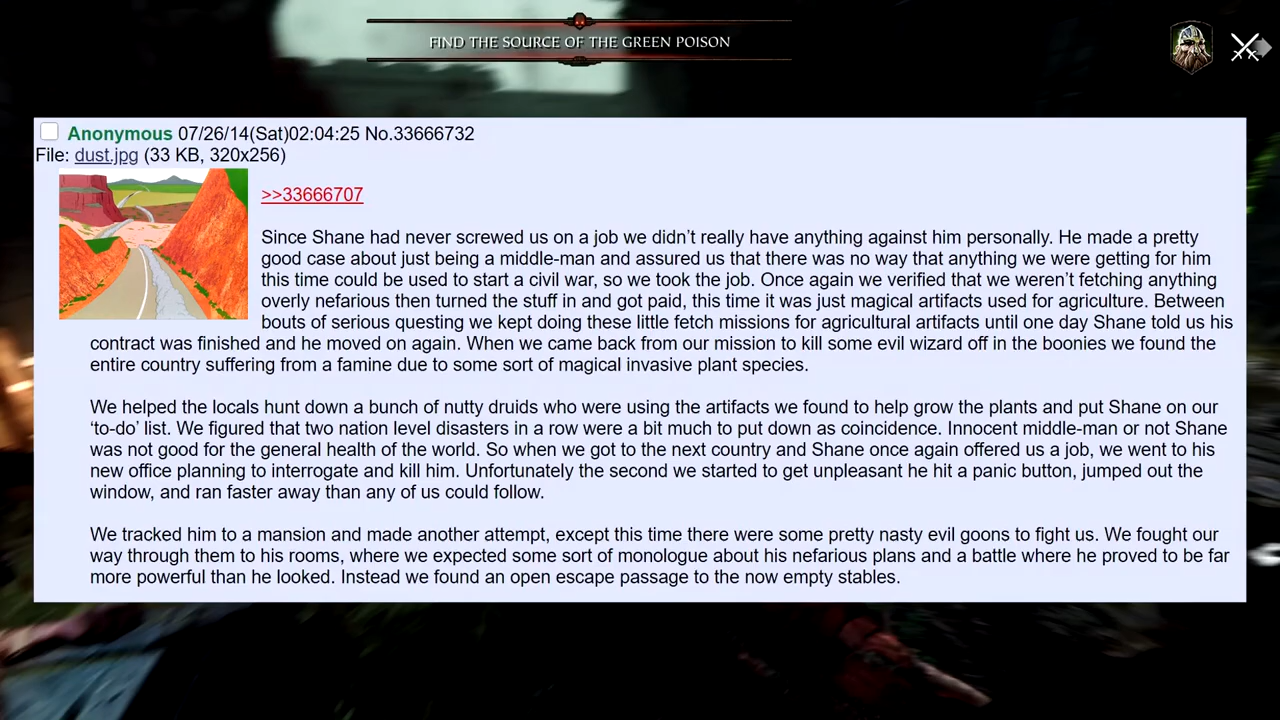 FIND THE SOURCE OF THE GREEN POISON
Anonymous 07/26/14(Sat)02:04:25 No.33666732
File: dust.jpg (33 KB, 320x256)
>>33666707
Since Shane had never screwed us on a job we didn’t really have anything against him personally. He made a pretty
good case about just being a middle-man and assured us that there was no way that anything we were getting for him
this time could be used to start a civil war, so we took the job. Once again we verified that we weren’t fetching anything
overly nefarious then turned the stuff in and got paid, this time it was just magical artifacts used for agriculture. Between
bouts of serious questing we kept doing these little fetch missions for agricultural artifacts until one day Shane told us his
contract was finished and he moved on again. When we came back from our mission to kill some evil wizard off in the boonies we found the
entire country suffering from a famine due to some sort of magical invasive plant species.
We helped the locals hunt down a bunch of nutty druids who were using the artifacts we found to help grow the plants and put Shane on our
‘to-do’ list. We figured that two nation level disasters in a row were a bit much to put down as coincidence. Innocent middle-man or not Shane
was not good for the general health of the world. So when we got to the next country and Shane once again offered us a job, we went to his
new office planning to interrogate and kill him. Unfortunately the second we started to get unpleasant he hit a panic button, jumped out the
window, and ran faster away than any of us could follow.
We tracked him to a mansion and made another attempt, except this time there were some pretty nasty evil goons to fight us. We fought our
way through them to his rooms, where we expected some sort of monologue about his nefarious plans and a battle where he proved to be far
more powerful than he looked. Instead we found an open escape passage to the now empty stables.